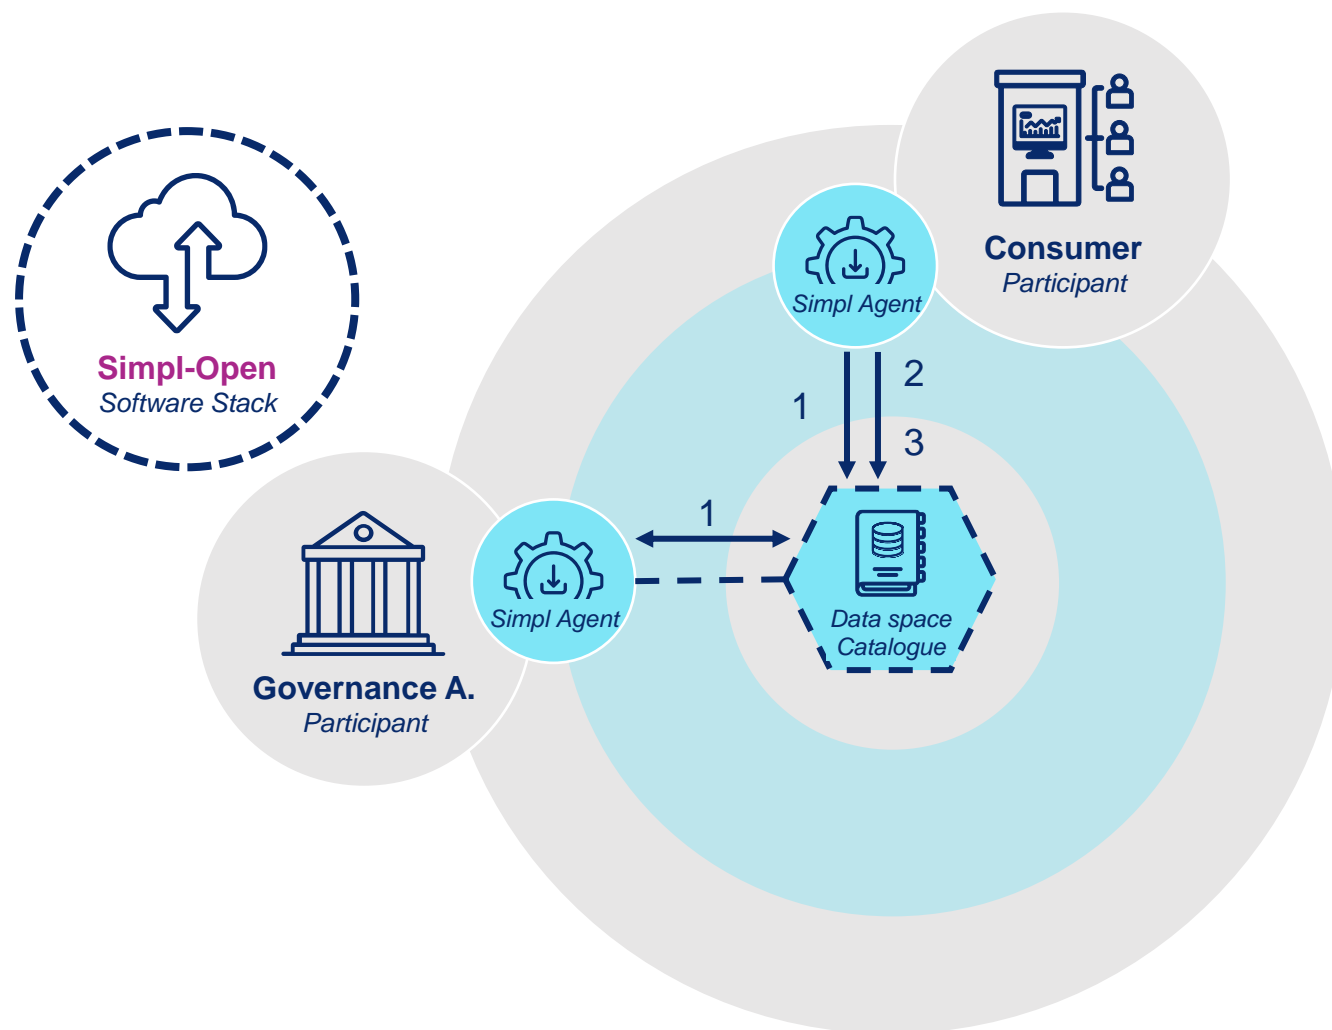 Consumer
Participant
Simpl Agent
Simpl-Open
Software Stack
1
2
3
1
Simpl Agent
Data space
Catalogue
Governance A.
Participant